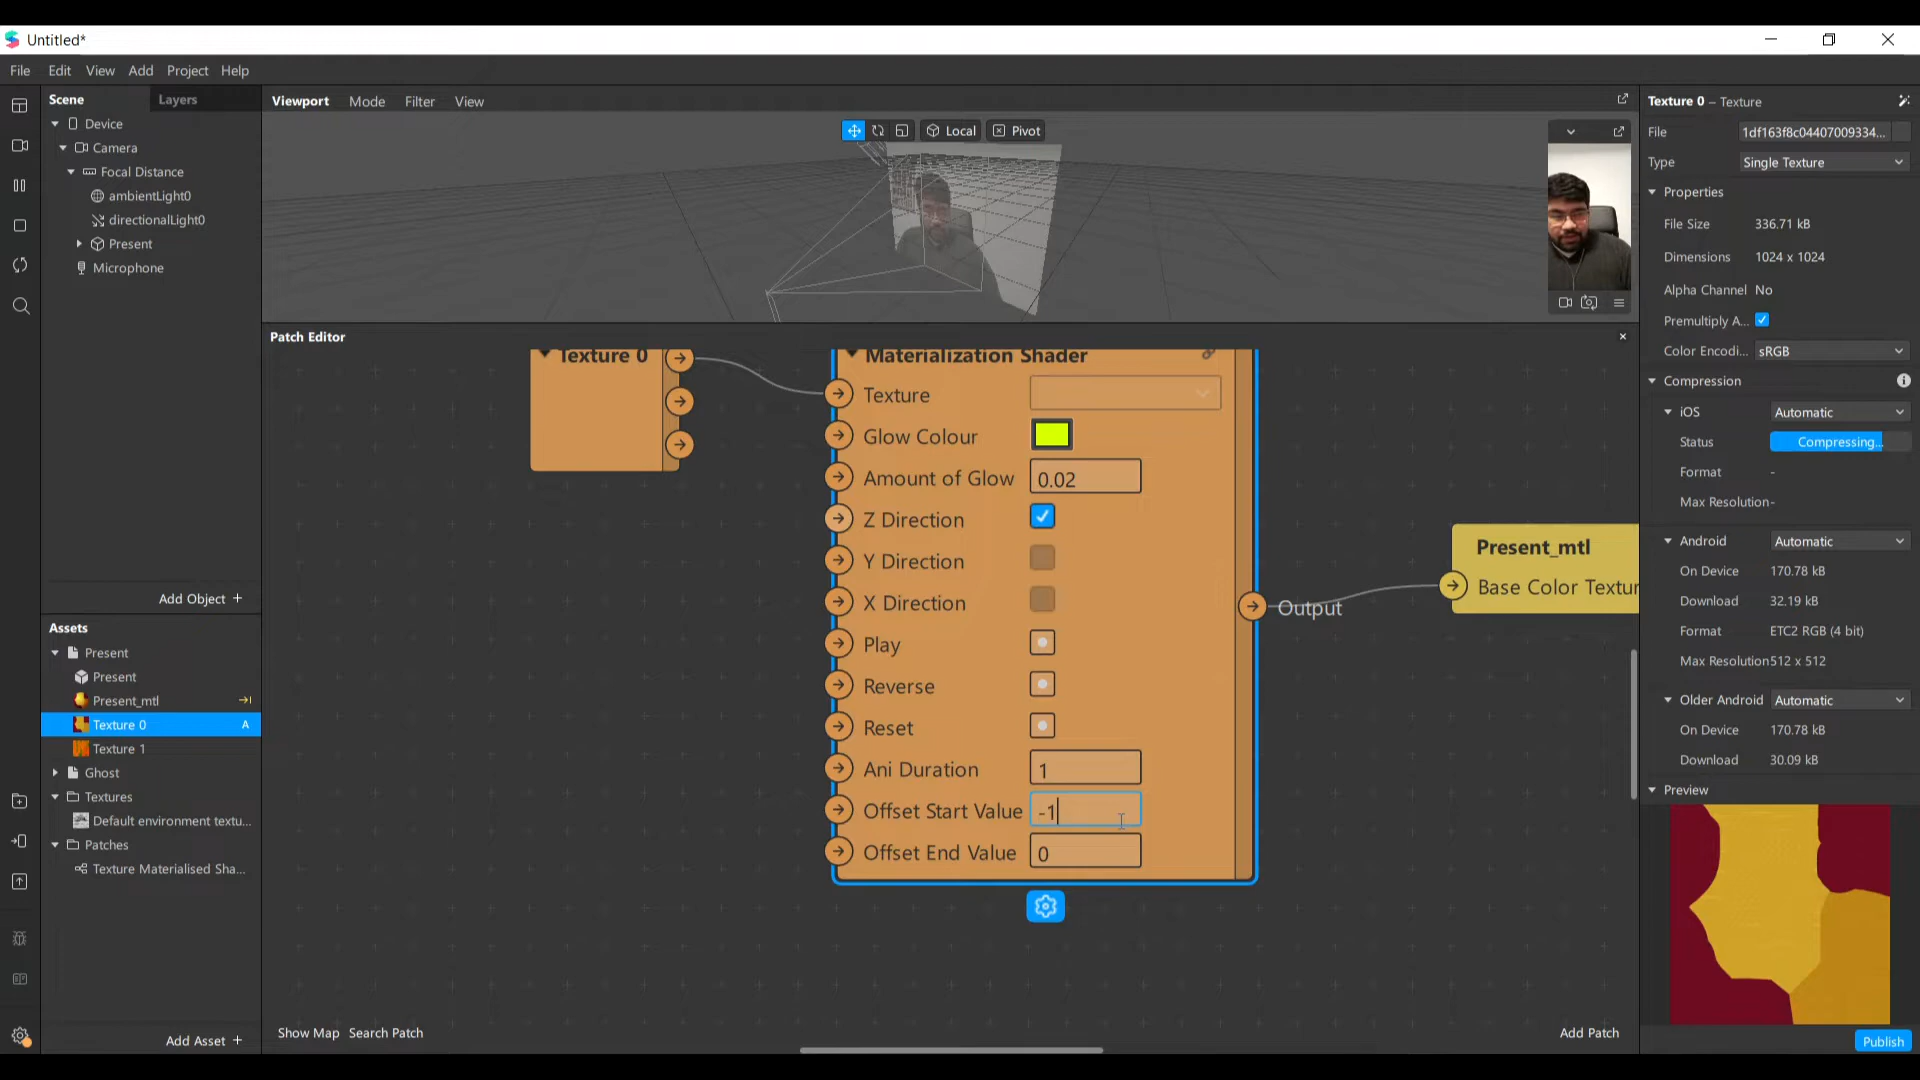 Untitled*
File Edit View Add Project Help
Scene Layers
Device
Camera
Focal Distance
ambientLight0
directionalLight0
Present
Microphone
Add Object +
Assets
Present
Present
Present_mtl
Texture 0 A
Texture 1
Ghost
Textures
Default environment textu...
Patches
Texture Materialised Sha...
Add Asset +
Viewport Mode Filter View
Local Pivot
Patch Editor
Texture 0
Materialization Shader
Texture
Glow Colour
Amount of Glow 0.02
Z Direction
Y Direction
X Direction
Play
Reverse
Reset
Ani Duration 1
Offset Start Value -1
Offset End Value 0
Output
Present_mtl
Base Color Textur
Show Map Search Patch
Add Patch
Texture 0 – Texture
File 1df163f8c04407009334...
Type Single Texture
Properties
File Size 336.71 kB
Dimensions 1024 x 1024
Alpha Channel No
Premultiply A...
Color Encodi... sRGB
Compression
iOS Automatic
Status Compressing...
Format -
Max Resolution-
Android Automatic
On Device 170.78 kB
Download 32.19 kB
Format ETC2 RGB (4 bit)
Max Resolution512 x 512
Older Android Automatic
On Device 170.78 kB
Download 30.09 kB
Preview
Publish